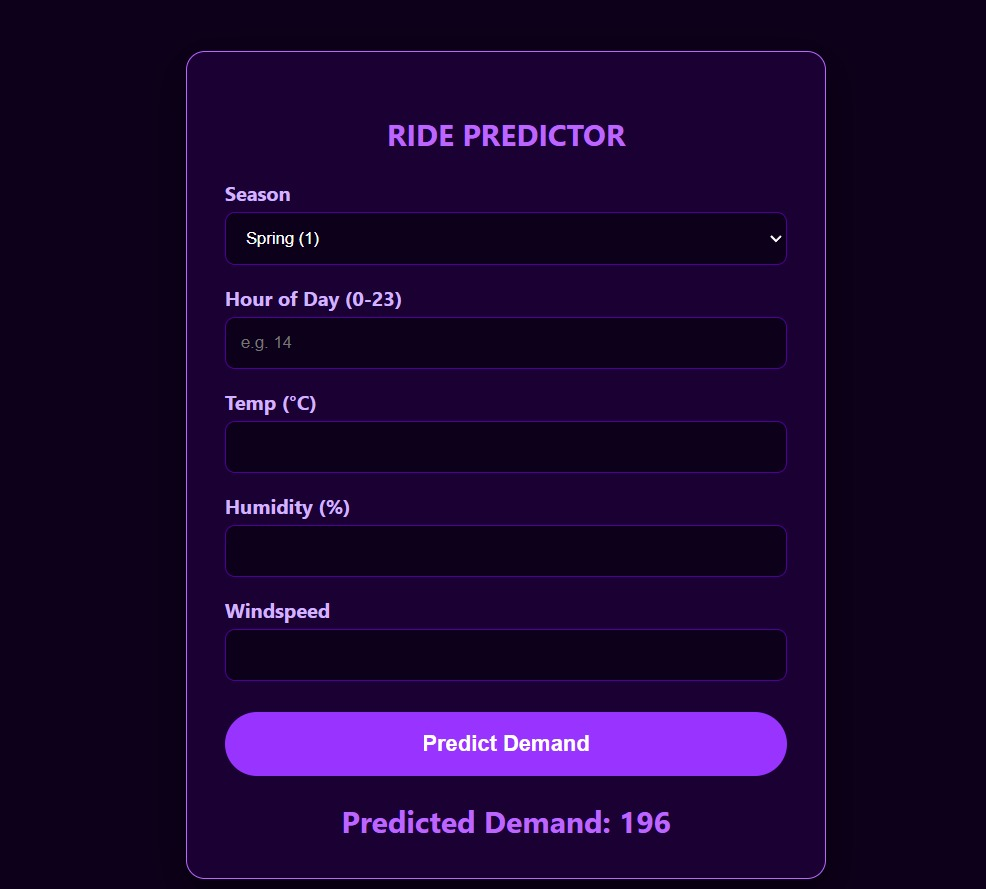 RIDE PREDICTOR
Season
Spring (1)
Hour of Day (0-23)
e.g. 14
Temp (°C)
Humidity (%)
Windspeed
Predict Demand
Predicted Demand: 196